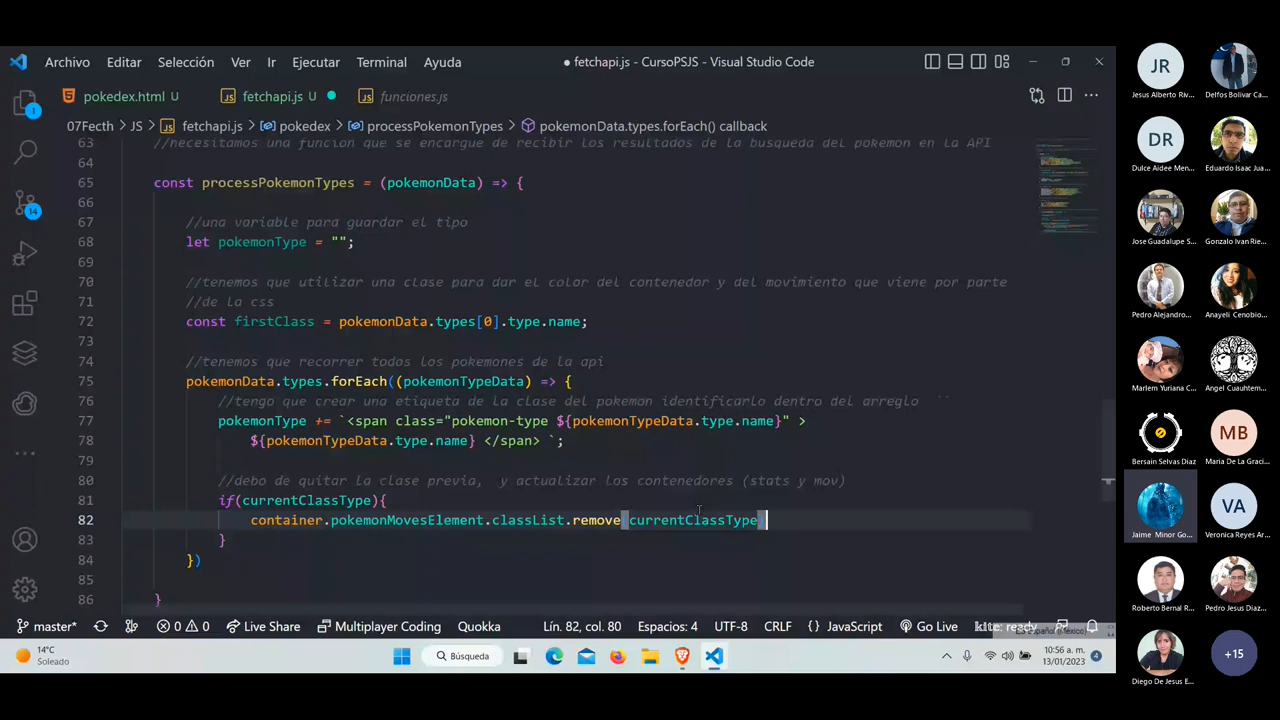 Archivo Editar Selección Ver Ir Ejecutar Terminal Ayuda ● fetchapi.js - CursoPSJS - Visual Studio Code
pokedex.html U fetchapi.js U funciones.js
07Fecth > JS > fetchapi.js > pokedex > processPokemonTypes > pokemonData.types.forEach() callback
63 //necesitamos una funcion que se encargue de recibir los resultados de la busqueda del pokemon en la API
64
65 const processPokemonTypes = (pokemonData) => {
66
67 //una variable para guardar el tipo
68 let pokemonType = "";
69
70 //tenemos que utilizar una clase para dar el color del contenedor y del movimiento que viene por parte
71 //de la css
72 const firstClass = pokemonData.types[0].type.name;
73
74 //tenemos que recorrer todos los pokemones de la api
75 pokemonData.types.forEach((pokemonTypeData) => {
76 //tengo que crear una etiqueta de la clase del pokemon identificarlo dentro del arreglo ``
77 pokemonType += `<span class="pokemon-type ${pokemonTypeData.type.name}" >
78 ${pokemonTypeData.type.name} </span> `;
79
80 //debo de quitar la clase previa, y actualizar los contenedores (stats y mov)
81 if(currentClassType){
82 container.pokemonMovesElement.classList.remove(currentClassType)
83 }
84 })
85
86 }
1
14
master* 0 0 Live Share Multiplayer Coding Quokka Lín. 82, col. 80 Espacios: 4 UTF-8 CRLF {} JavaScript Go Live kite: ready
Español (México)
14°C
Soleado
Búsqueda
10:56 a. m.
13/01/2023
4
JR
Jesus Alberto Riv...
Delfos Bolivar Ca...
DR
Dulce Aidee Men...
Eduardo Isaac Jua...
Jose Guadalupe S...
Gonzalo Ivan Rie...
Pedro Alejandro...
Anayeli Cenobio...
Marlem Yuriana C...
Angel Cuauhtem...
Bersain Selvas Diaz
MB
Maria De La Graci...
Jaime Minor Go...
VA
Veronica Reyes Ar...
Roberto Bernal R...
Pedro Jesus Diaz...
Diego De Jesus E...
+15